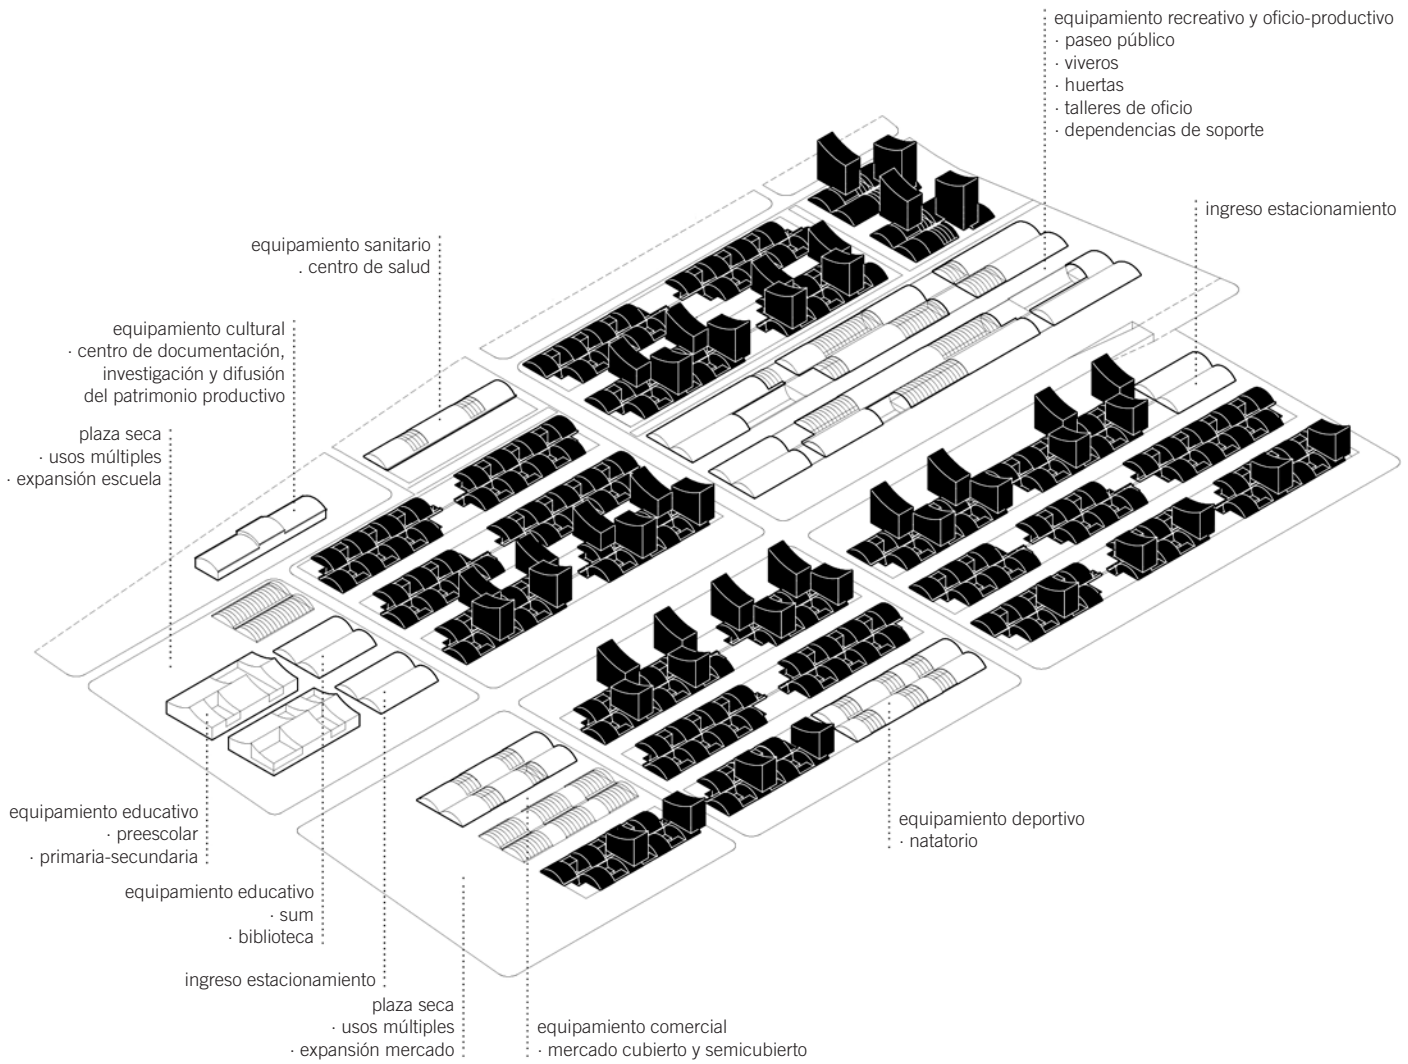 equipamiento recreativo y oficio-productivo
· paseo público
· viveros
· huertas
· talleres de oficio
· dependencias de soporte
ingreso estacionamiento
equipamiento sanitario
. centro de salud
equipamiento cultural
· centro de documentación,
investigación y difusión
del patrimonio productivo
plaza seca
· usos múltiples
· expansión escuela
equipamiento educativo
· preescolar
· primaria-secundaria
equipamiento educativo
· sum
· biblioteca
ingreso estacionamiento
plaza seca
· usos múltiples
· expansión mercado
equipamiento comercial
· mercado cubierto y semicubierto
equipamiento deportivo
· natatorio